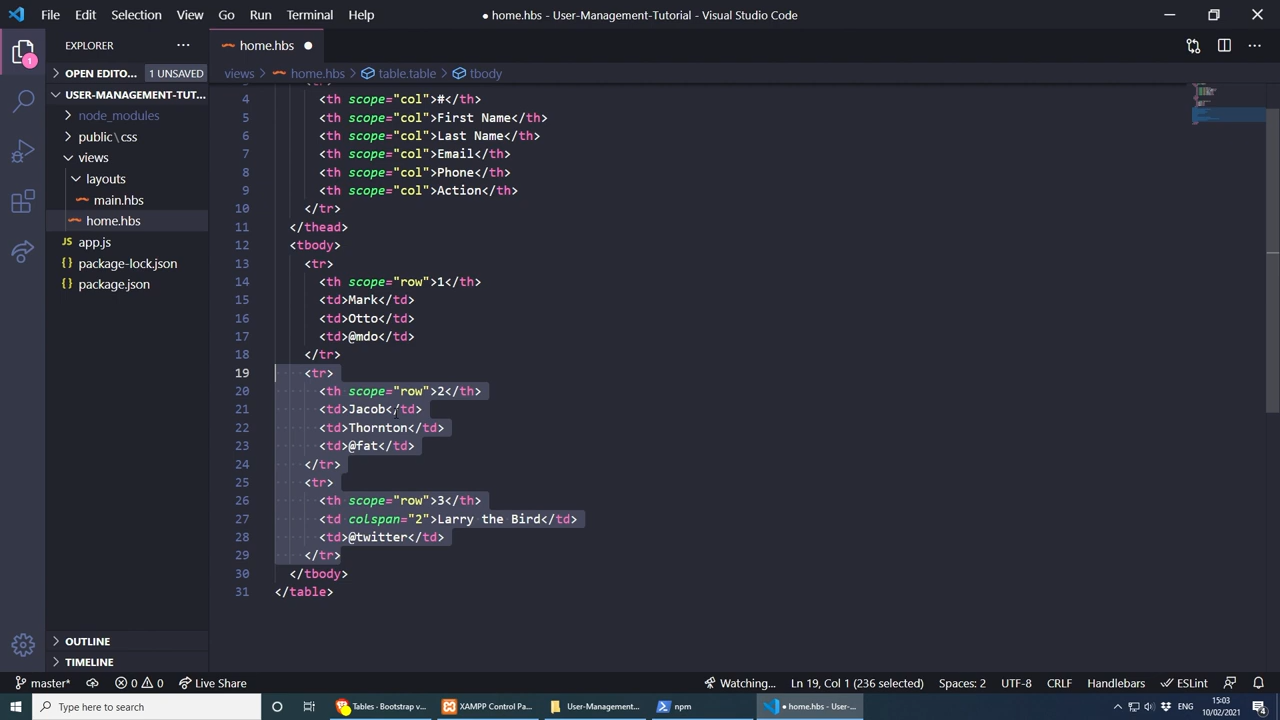 File Edit Selection View Go Run Terminal Help
● home.hbs - User-Management-Tutorial - Visual Studio Code
EXPLORER
home.hbs
OPEN EDITO... 1 UNSAVED
USER-MANAGEMENT-TUT...
node_modules
public\css
views
layouts
main.hbs
home.hbs
app.js
package-lock.json
package.json
OUTLINE
TIMELINE
1
views > home.hbs > table.table > tbody
4 <th scope="col">#</th>
5 <th scope="col">First Name</th>
6 <th scope="col">Last Name</th>
7 <th scope="col">Email</th>
8 <th scope="col">Phone</th>
9 <th scope="col">Action</th>
10 </tr>
11 </thead>
12 <tbody>
13 <tr>
14 <th scope="row">1</th>
15 <td>Mark</td>
16 <td>Otto</td>
17 <td>@mdo</td>
18 </tr>
19 <tr>
20 <th scope="row">2</th>
21 <td>Jacob</td>
22 <td>Thornton</td>
23 <td>@fat</td>
24 </tr>
25 <tr>
26 <th scope="row">3</th>
27 <td colspan="2">Larry the Bird</td>
28 <td>@twitter</td>
29 </tr>
30 </tbody>
31 </table>
master* 0 0 Live Share Watching... Ln 19, Col 1 (236 selected) Spaces: 2 UTF-8 CRLF Handlebars ESLint
Type here to search
Tables - Bootstrap v... XAMPP Control Pa... User-Management... npm ● home.hbs - User-...
ENG
15:03
10/02/2021
4